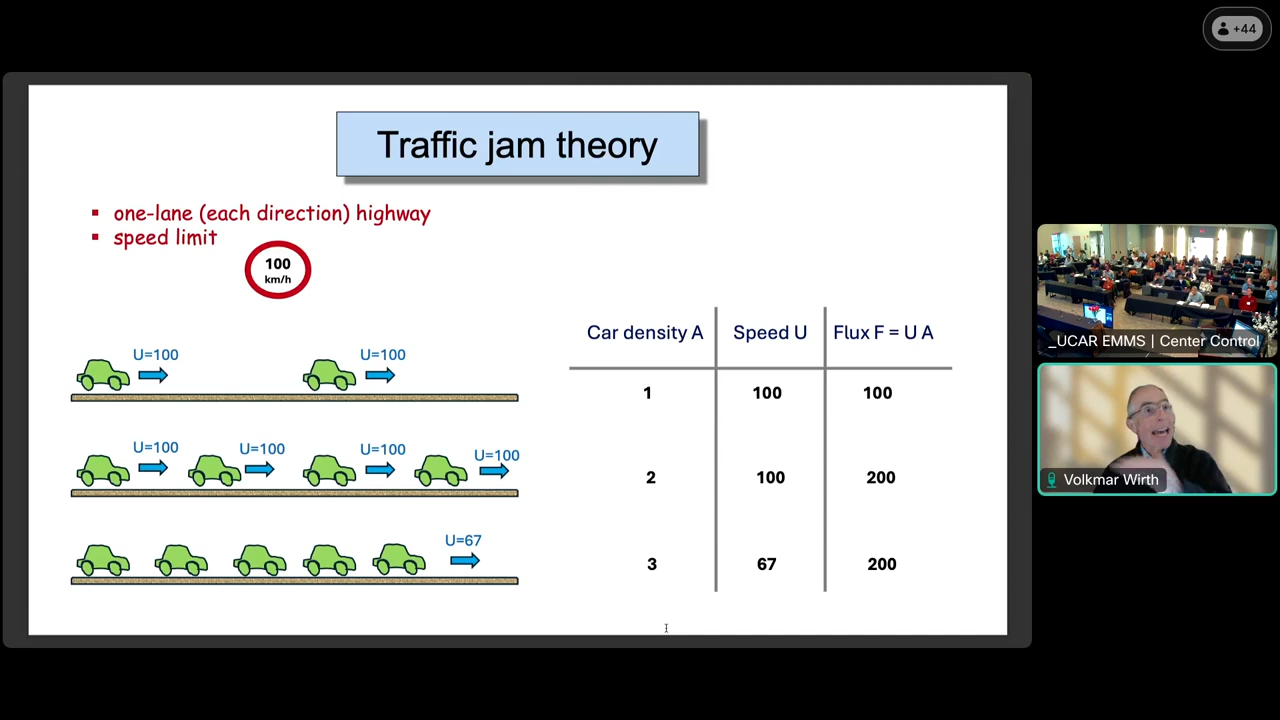 +44
Traffic jam theory
▪ one-lane (each direction) highway
▪ speed limit
100
km/h
U=100 U=100
U=100 U=100 U=100 U=100
U=67
Car density A Speed U Flux F = U A
1 100 100
2 100 200
3 67 200
_UCAR EMMS | Center Control
Volkmar Wirth